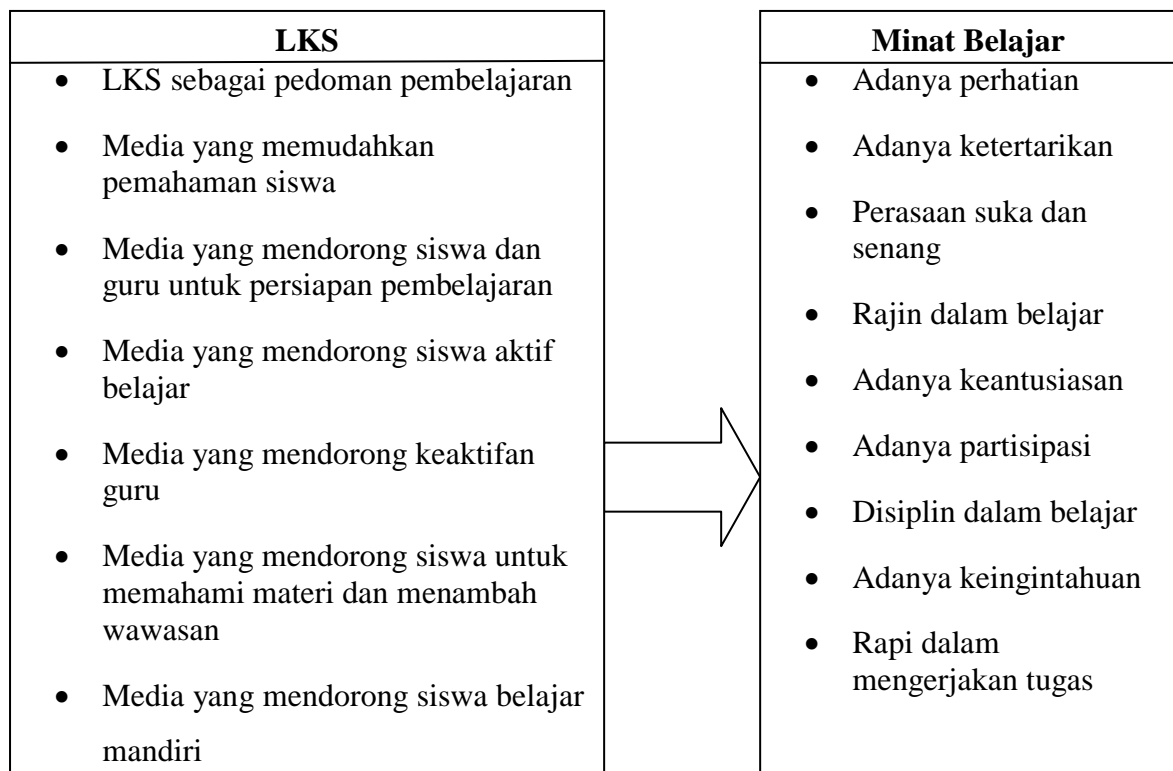 LKS
• LKS sebagai pedoman pembelajaran
• Media yang memudahkan
pemahaman siswa
• Media yang mendorong siswa dan
guru untuk persiapan pembelajaran
• Media yang mendorong siswa aktif
belajar
• Media yang mendorong keaktifan
guru
• Media yang mendorong siswa untuk
memahami materi dan menambah
wawasan
• Media yang mendorong siswa belajar
mandiri
Minat Belajar
• Adanya perhatian
• Adanya ketertarikan
• Perasaan suka dan
senang
• Rajin dalam belajar
• Adanya keantusiasan
• Adanya partisipasi
• Disiplin dalam belajar
• Adanya keingintahuan
• Rapi dalam
mengerjakan tugas